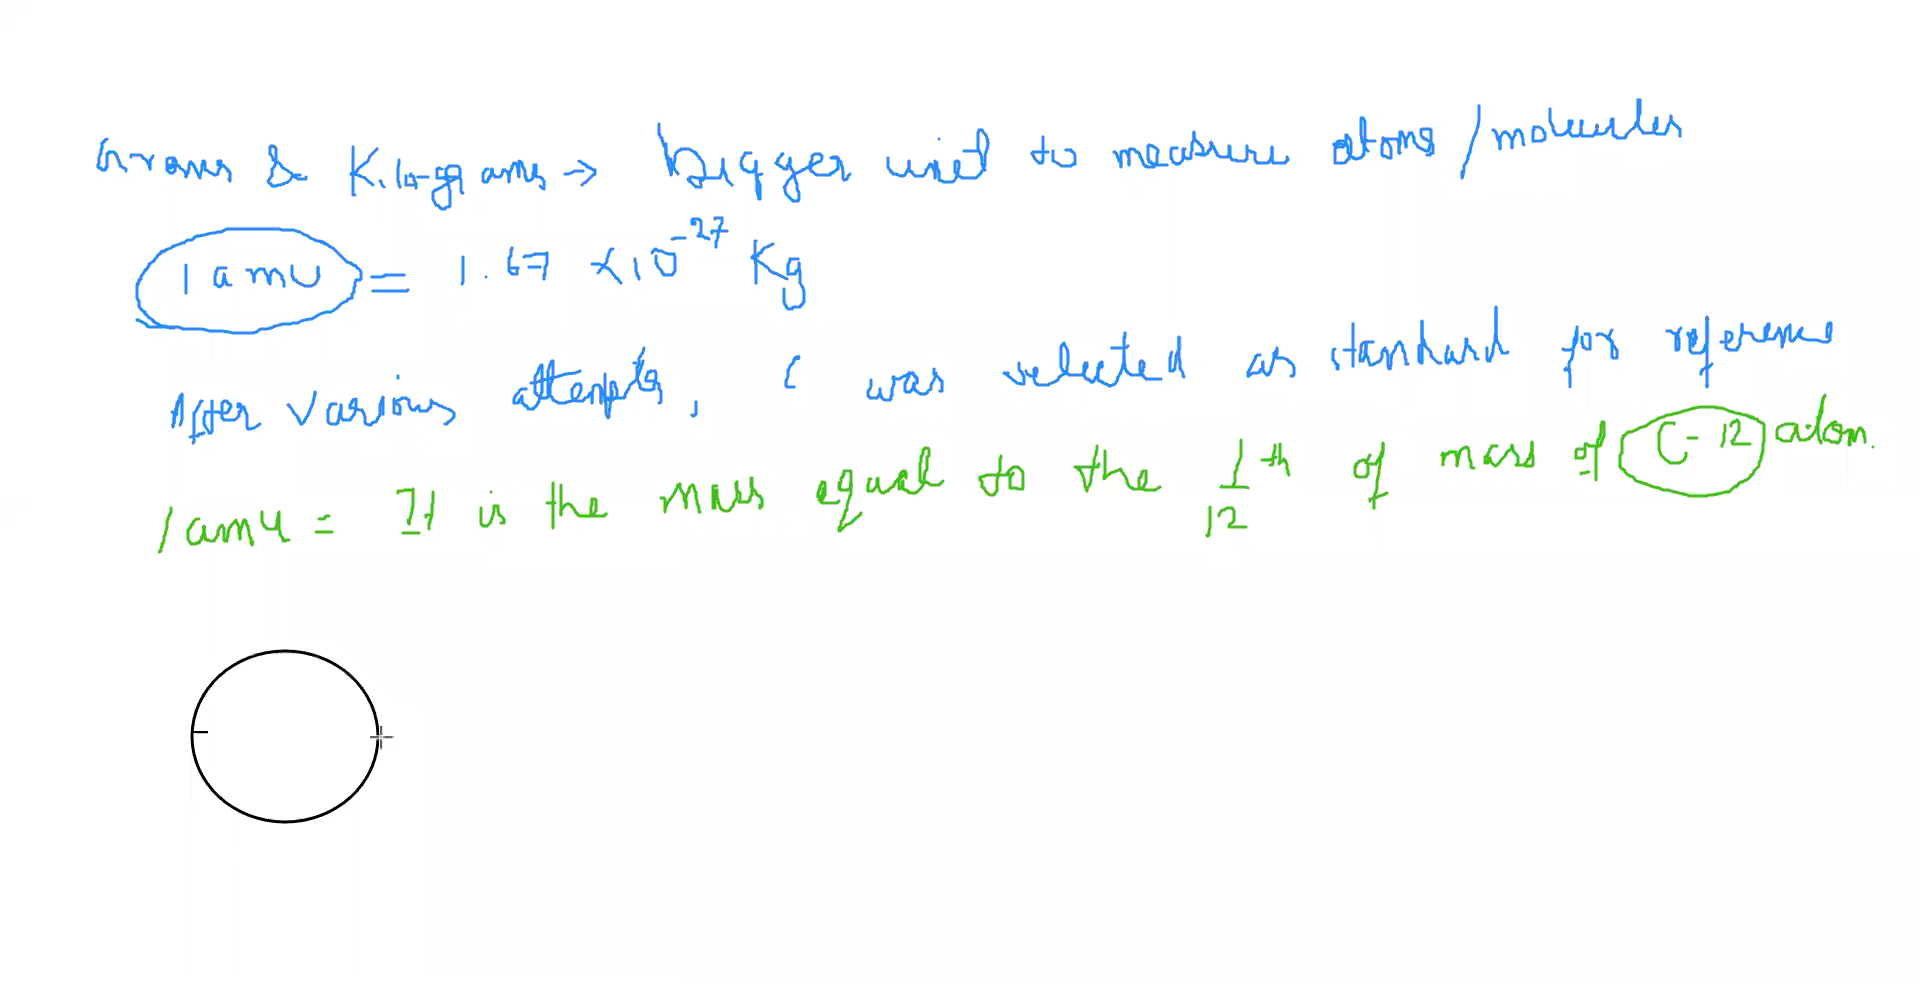 Grams & Kilograms → bigger unit to measure atoms / molecules
1 amu = 1.67 × 10⁻²⁷ Kg
After various attempts, C was selected as standard for reference
1 amu = It is the mass equal to the 1/12 th of mass of C-12 atom.